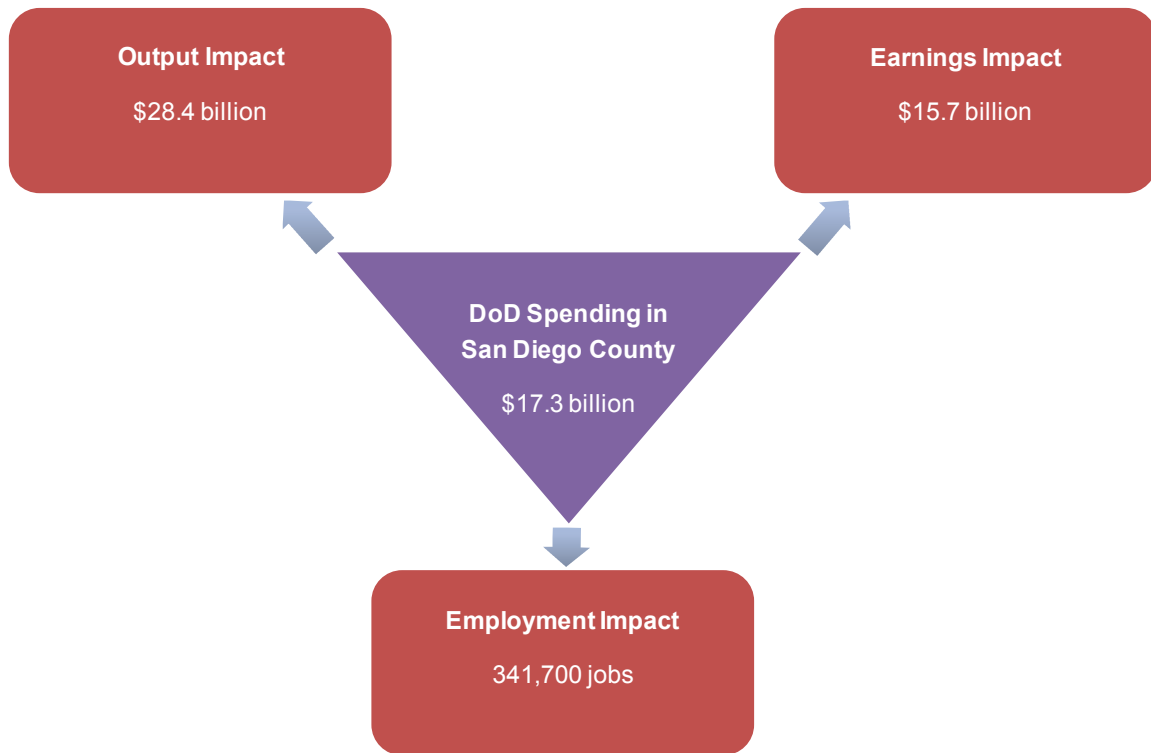 Output Impact
$28.4 billion
Earnings Impact
$15.7 billion
DoD Spending in
San Diego County
$17.3 billion
Employment Impact
341,700 jobs